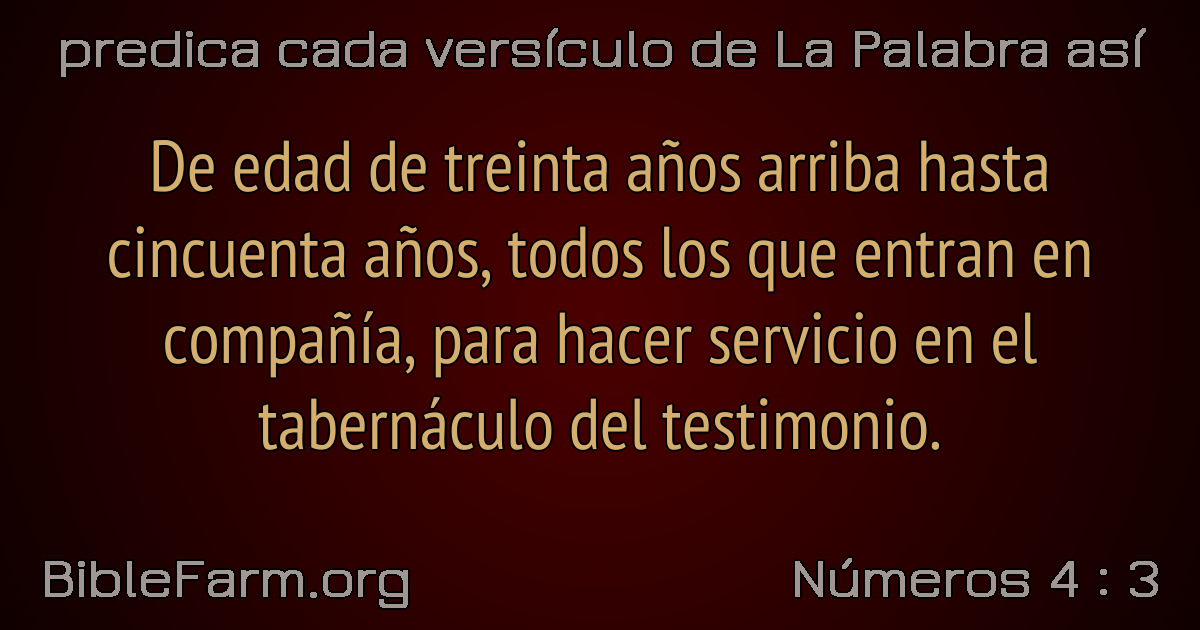 predica cada versículo de La Palabra así
De edad de treinta años arriba hasta
cincuenta años, todos los que entran en
compañía, para hacer servicio en el
tabernáculo del testimonio.
BibleFarm.org
Números 4 : 3